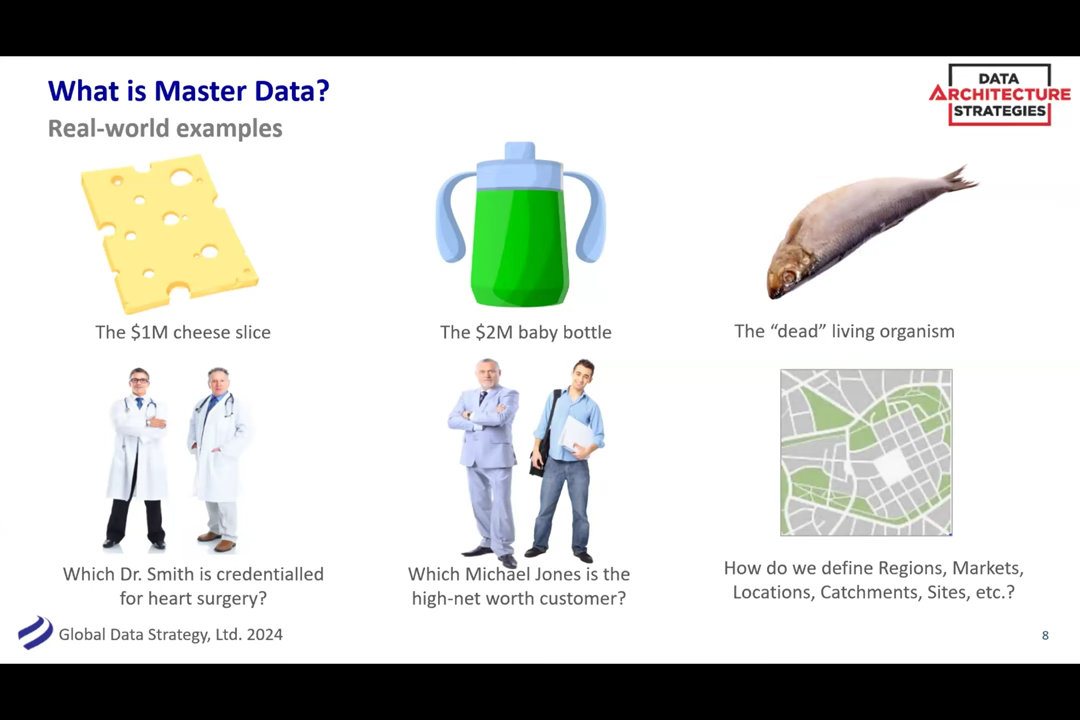 What is Master Data?
Real-world examples
DATA
ARCHITECTURE
STRATEGIES
The $1M cheese slice
The $2M baby bottle
The “dead” living organism
Which Dr. Smith is credentialled
for heart surgery?
Which Michael Jones is the
high-net worth customer?
How do we define Regions, Markets,
Locations, Catchments, Sites, etc.?
Global Data Strategy, Ltd. 2024
8